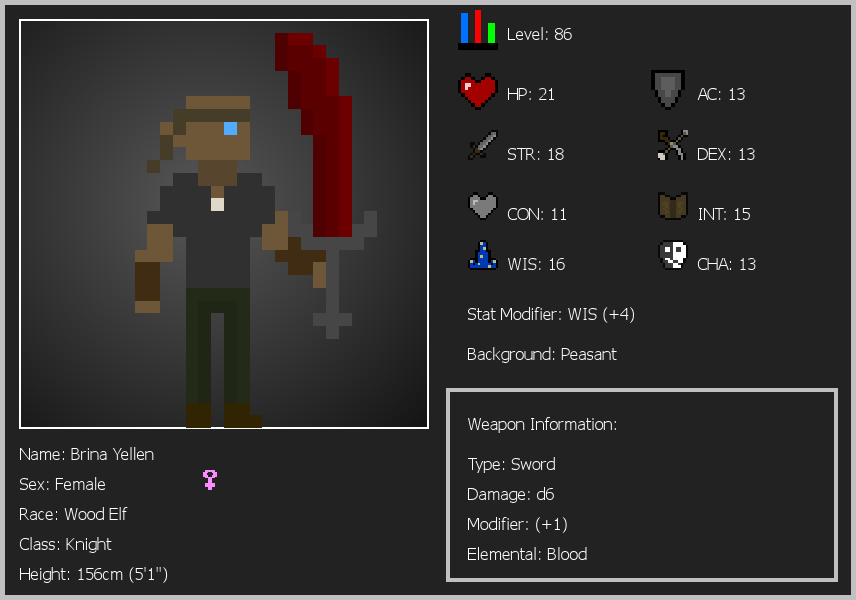 Level: 86
HP: 21
AC: 13
STR: 18
DEX: 13
CON: 11
INT: 15
WIS: 16
CHA: 13
Stat Modifier: WIS (+4)
Background: Peasant
Weapon Information:
Type: Sword
Damage: d6
Modifier: (+1)
Elemental: Blood
Name: Brina Yellen
Sex: Female
Race: Wood Elf
Class: Knight
Height: 156cm (5'1")